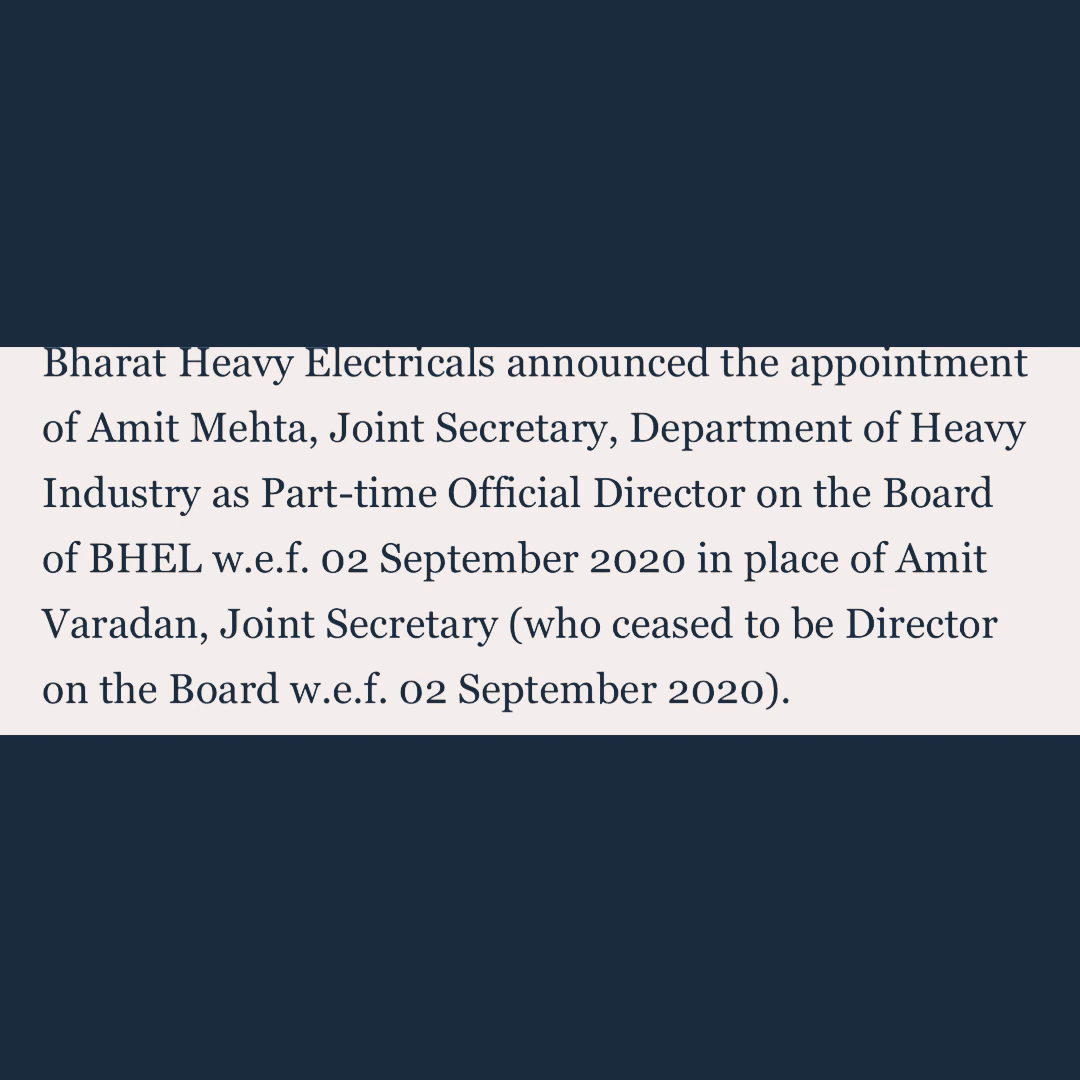 Bharat Heavy Electricals announced the appointment
of Amit Mehta, Joint Secretary, Department of Heavy
Industry as Part-time Official Director on the Board
of BHEL w.e.f. 02 September 2020 in place of Amit
Varadan, Joint Secretary (who ceased to be Director
on the Board w.e.f. 02 September 2020).